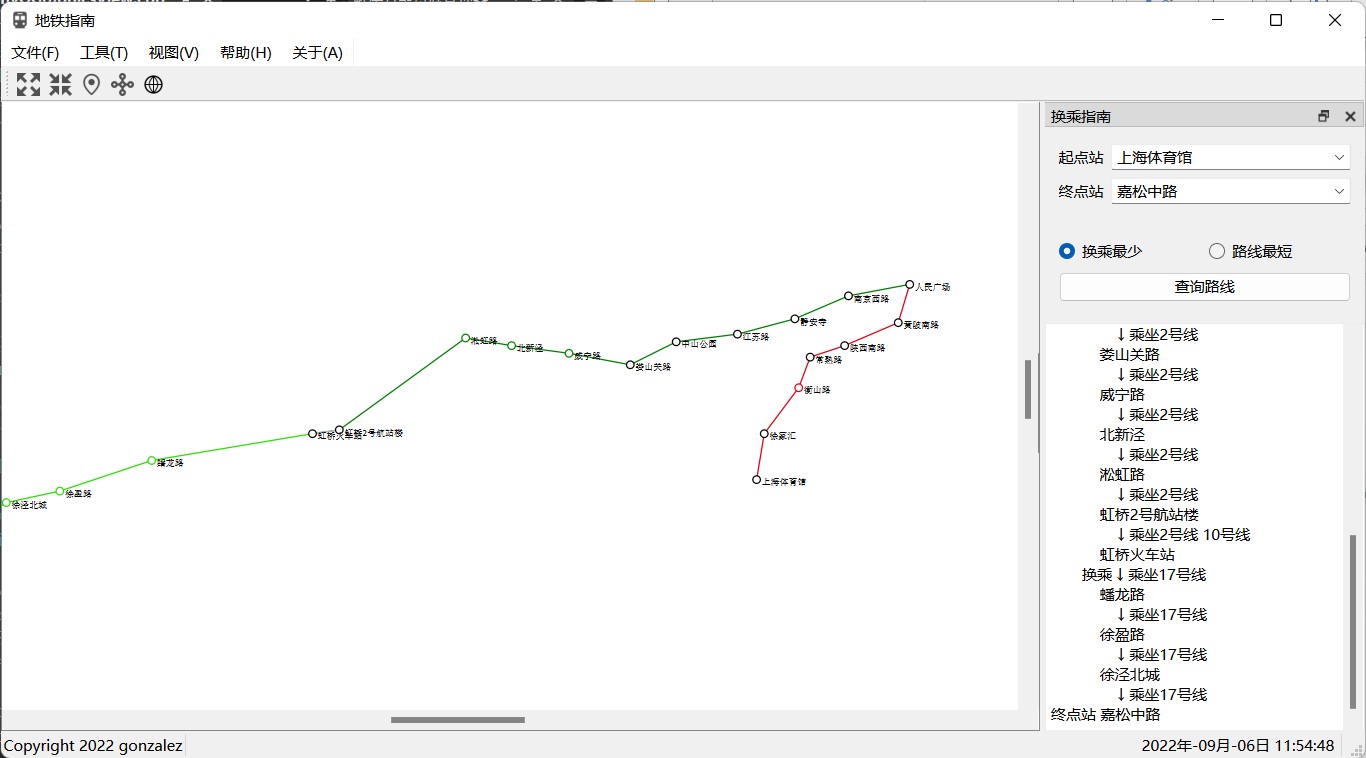 地铁指南
文件(F) 工具(T) 视图(V) 帮助(H) 关于(A)
换乘指南
起点站 上海体育馆
终点站 嘉松中路
换乘最少 路线最短
查询路线
↓乘坐2号线
娄山关路
↓乘坐2号线
威宁路
↓乘坐2号线
北新泾
↓乘坐2号线
淞虹路
↓乘坐2号线
虹桥2号航站楼
↓乘坐2号线 10号线
虹桥火车站
换乘↓乘坐17号线
蟠龙路
↓乘坐17号线
徐盈路
↓乘坐17号线
徐泾北城
↓乘坐17号线
终点站 嘉松中路
人民广场
南京西路
静安寺
黄陂南路
江苏路
淞虹路
中山公园
北新泾
陕西南路
威宁路
常熟路
娄山关路
衡山路
虹桥火车站
虹桥2号航站楼
徐家汇
蟠龙路
上海体育馆
徐盈路
徐泾北城
Copyright 2022 gonzalez
2022年-09月-06日 11:54:48